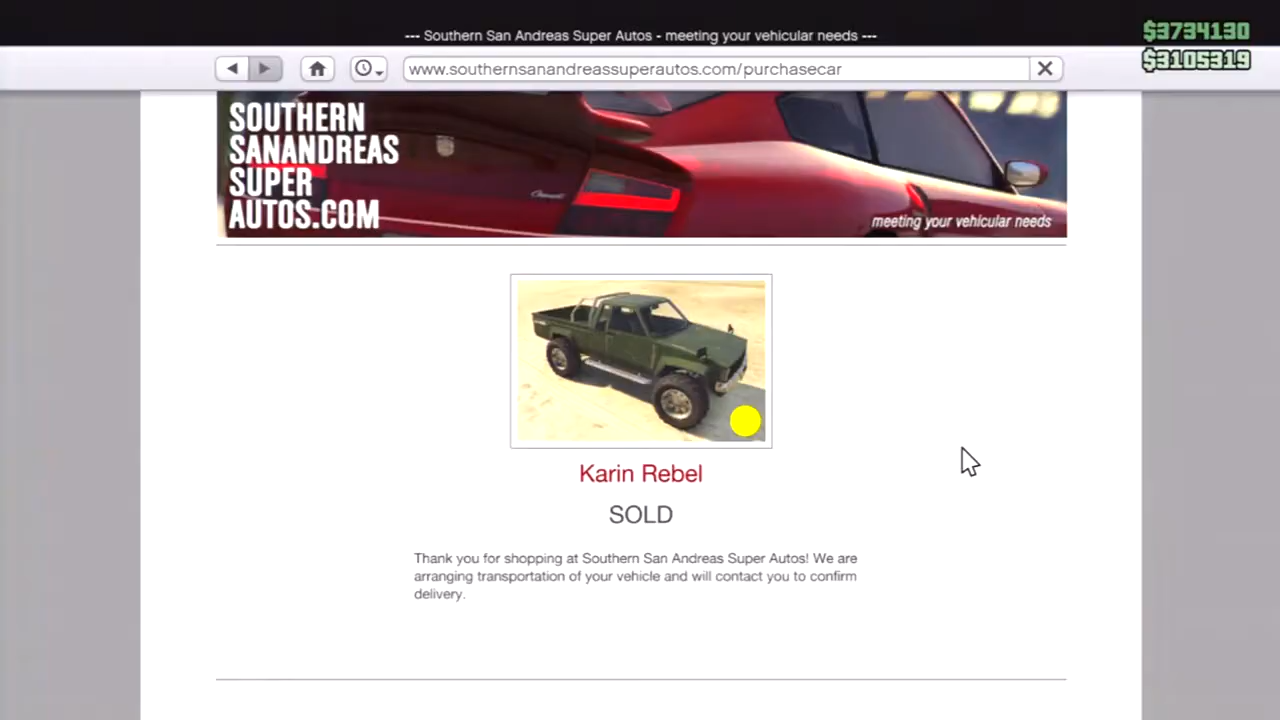 --- Southern San Andreas Super Autos - meeting your vehicular needs ---
$3734130
$3105319
www.southernsanandreassuperautos.com/purchasecar
SOUTHERN
SANANDREAS
SUPER
AUTOS.COM
meeting your vehicular needs
Karin Rebel
SOLD
Thank you for shopping at Southern San Andreas Super Autos! We are
arranging transportation of your vehicle and will contact you to confirm
delivery.